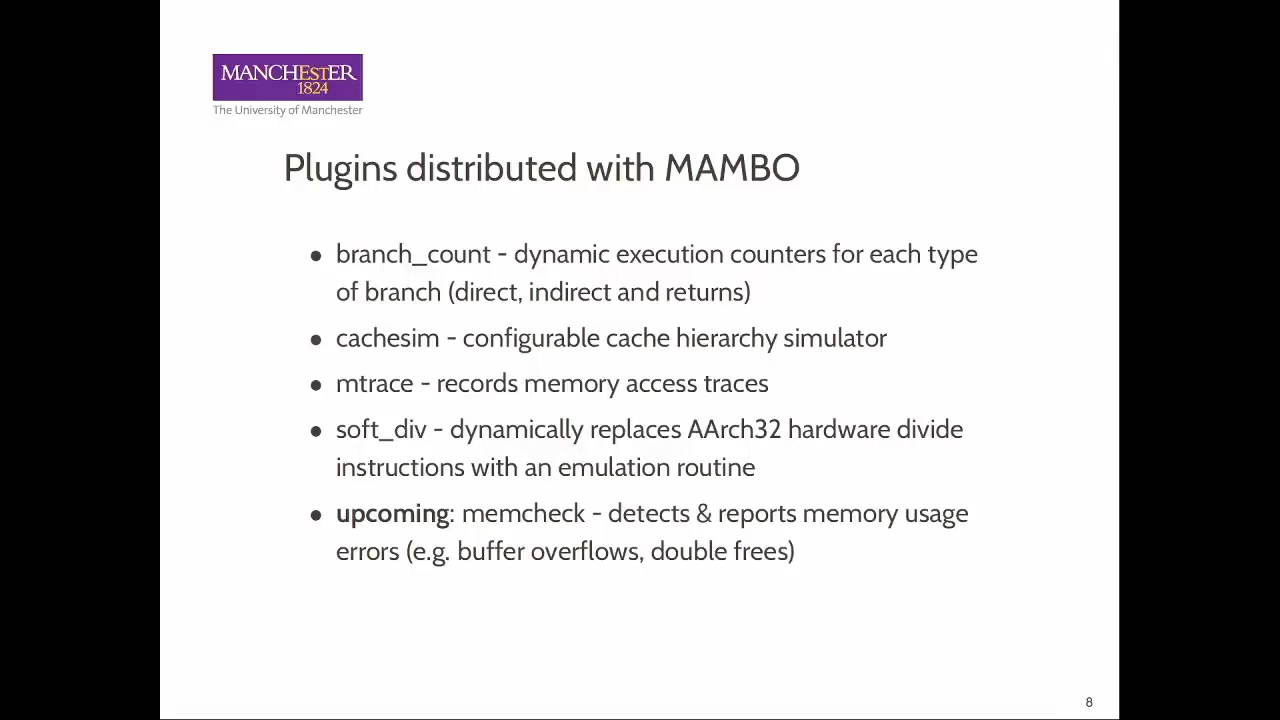 MANCHESTER
1824
The University of Manchester
Plugins distributed with MAMBO
● branch_count - dynamic execution counters for each type
of branch (direct, indirect and returns)
● cachesim - configurable cache hierarchy simulator
● mtrace - records memory access traces
● soft_div - dynamically replaces AArch32 hardware divide
instructions with an emulation routine
● upcoming: memcheck - detects & reports memory usage
errors (e.g. buffer overflows, double frees)
8